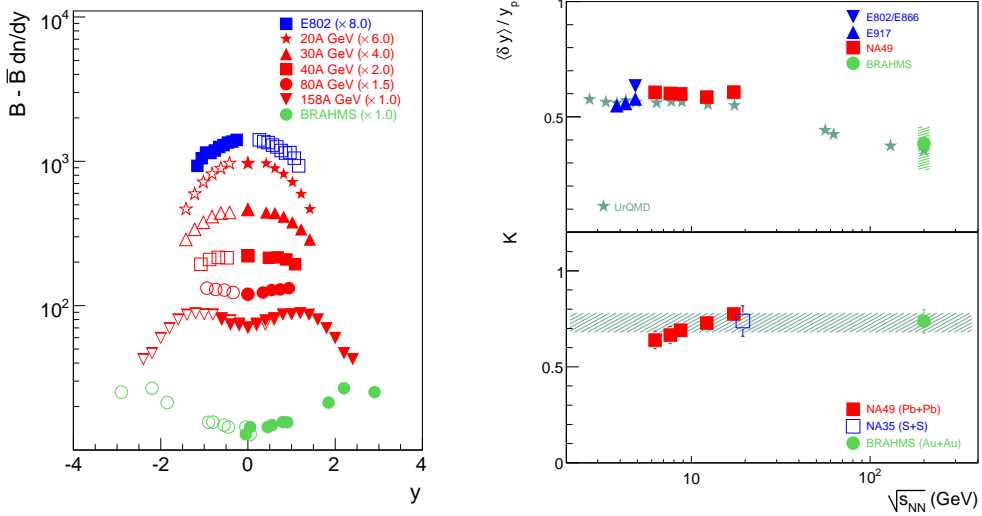 B - B̅ dn/dy
10⁴
10³
10²
10
-4
-2
0
2
4
y
E802 (× 8.0)
20A GeV (× 6.0)
30A GeV (× 4.0)
40A GeV (× 2.0)
80A GeV (× 1.5)
158A GeV (× 1.0)
BRAHMS (× 1.0)
⟨δ y⟩ / y_p
1
0.5
0
E802/E866
E917
NA49
BRAHMS
UrQMD
K
1
0.5
0
NA49 (Pb+Pb)
NA35 (S+S)
BRAHMS (Au+Au)
10
10²
√s_NN (GeV)